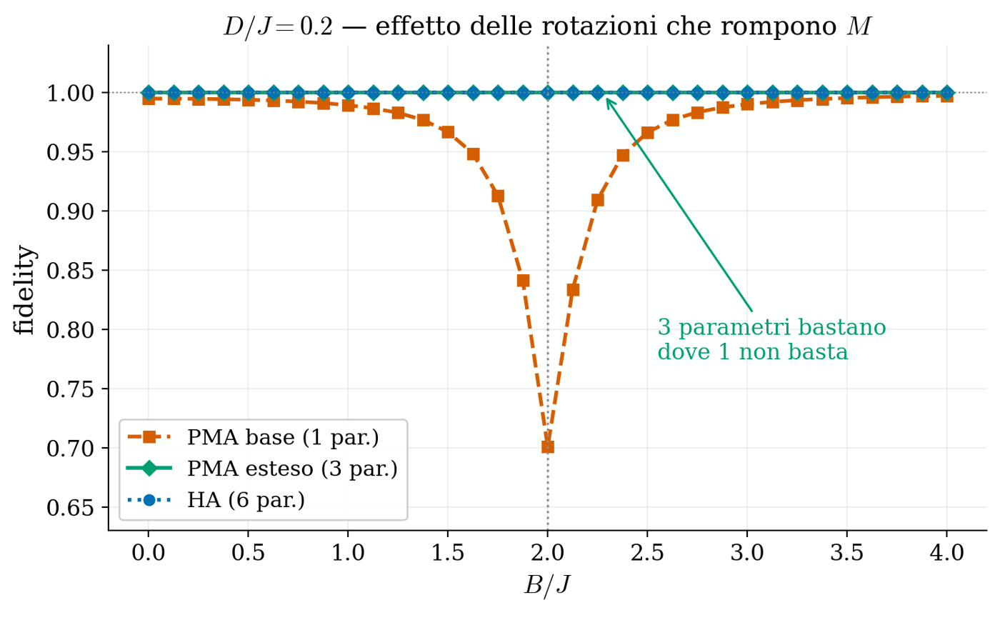 D/J = 0.2 — effetto delle rotazioni che rompono M
fidelity
1.00
0.95
0.90
0.85
0.80
0.75
0.70
0.65
3 parametri bastano
dove 1 non basta
PMA base (1 par.)
PMA esteso (3 par.)
HA (6 par.)
0.0 0.5 1.0 1.5 2.0 2.5 3.0 3.5 4.0
B/J